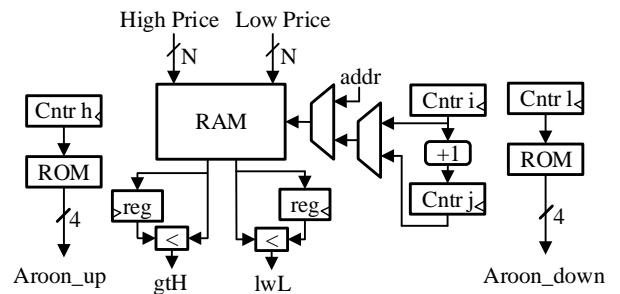 High Price Low Price
N N
addr
Cntr h
RAM
Cntr i
Cntr l
+1
ROM
ROM
reg
reg
Cntr j
4
<
<
4
Aroon_up
gtH
lwL
Aroon_down